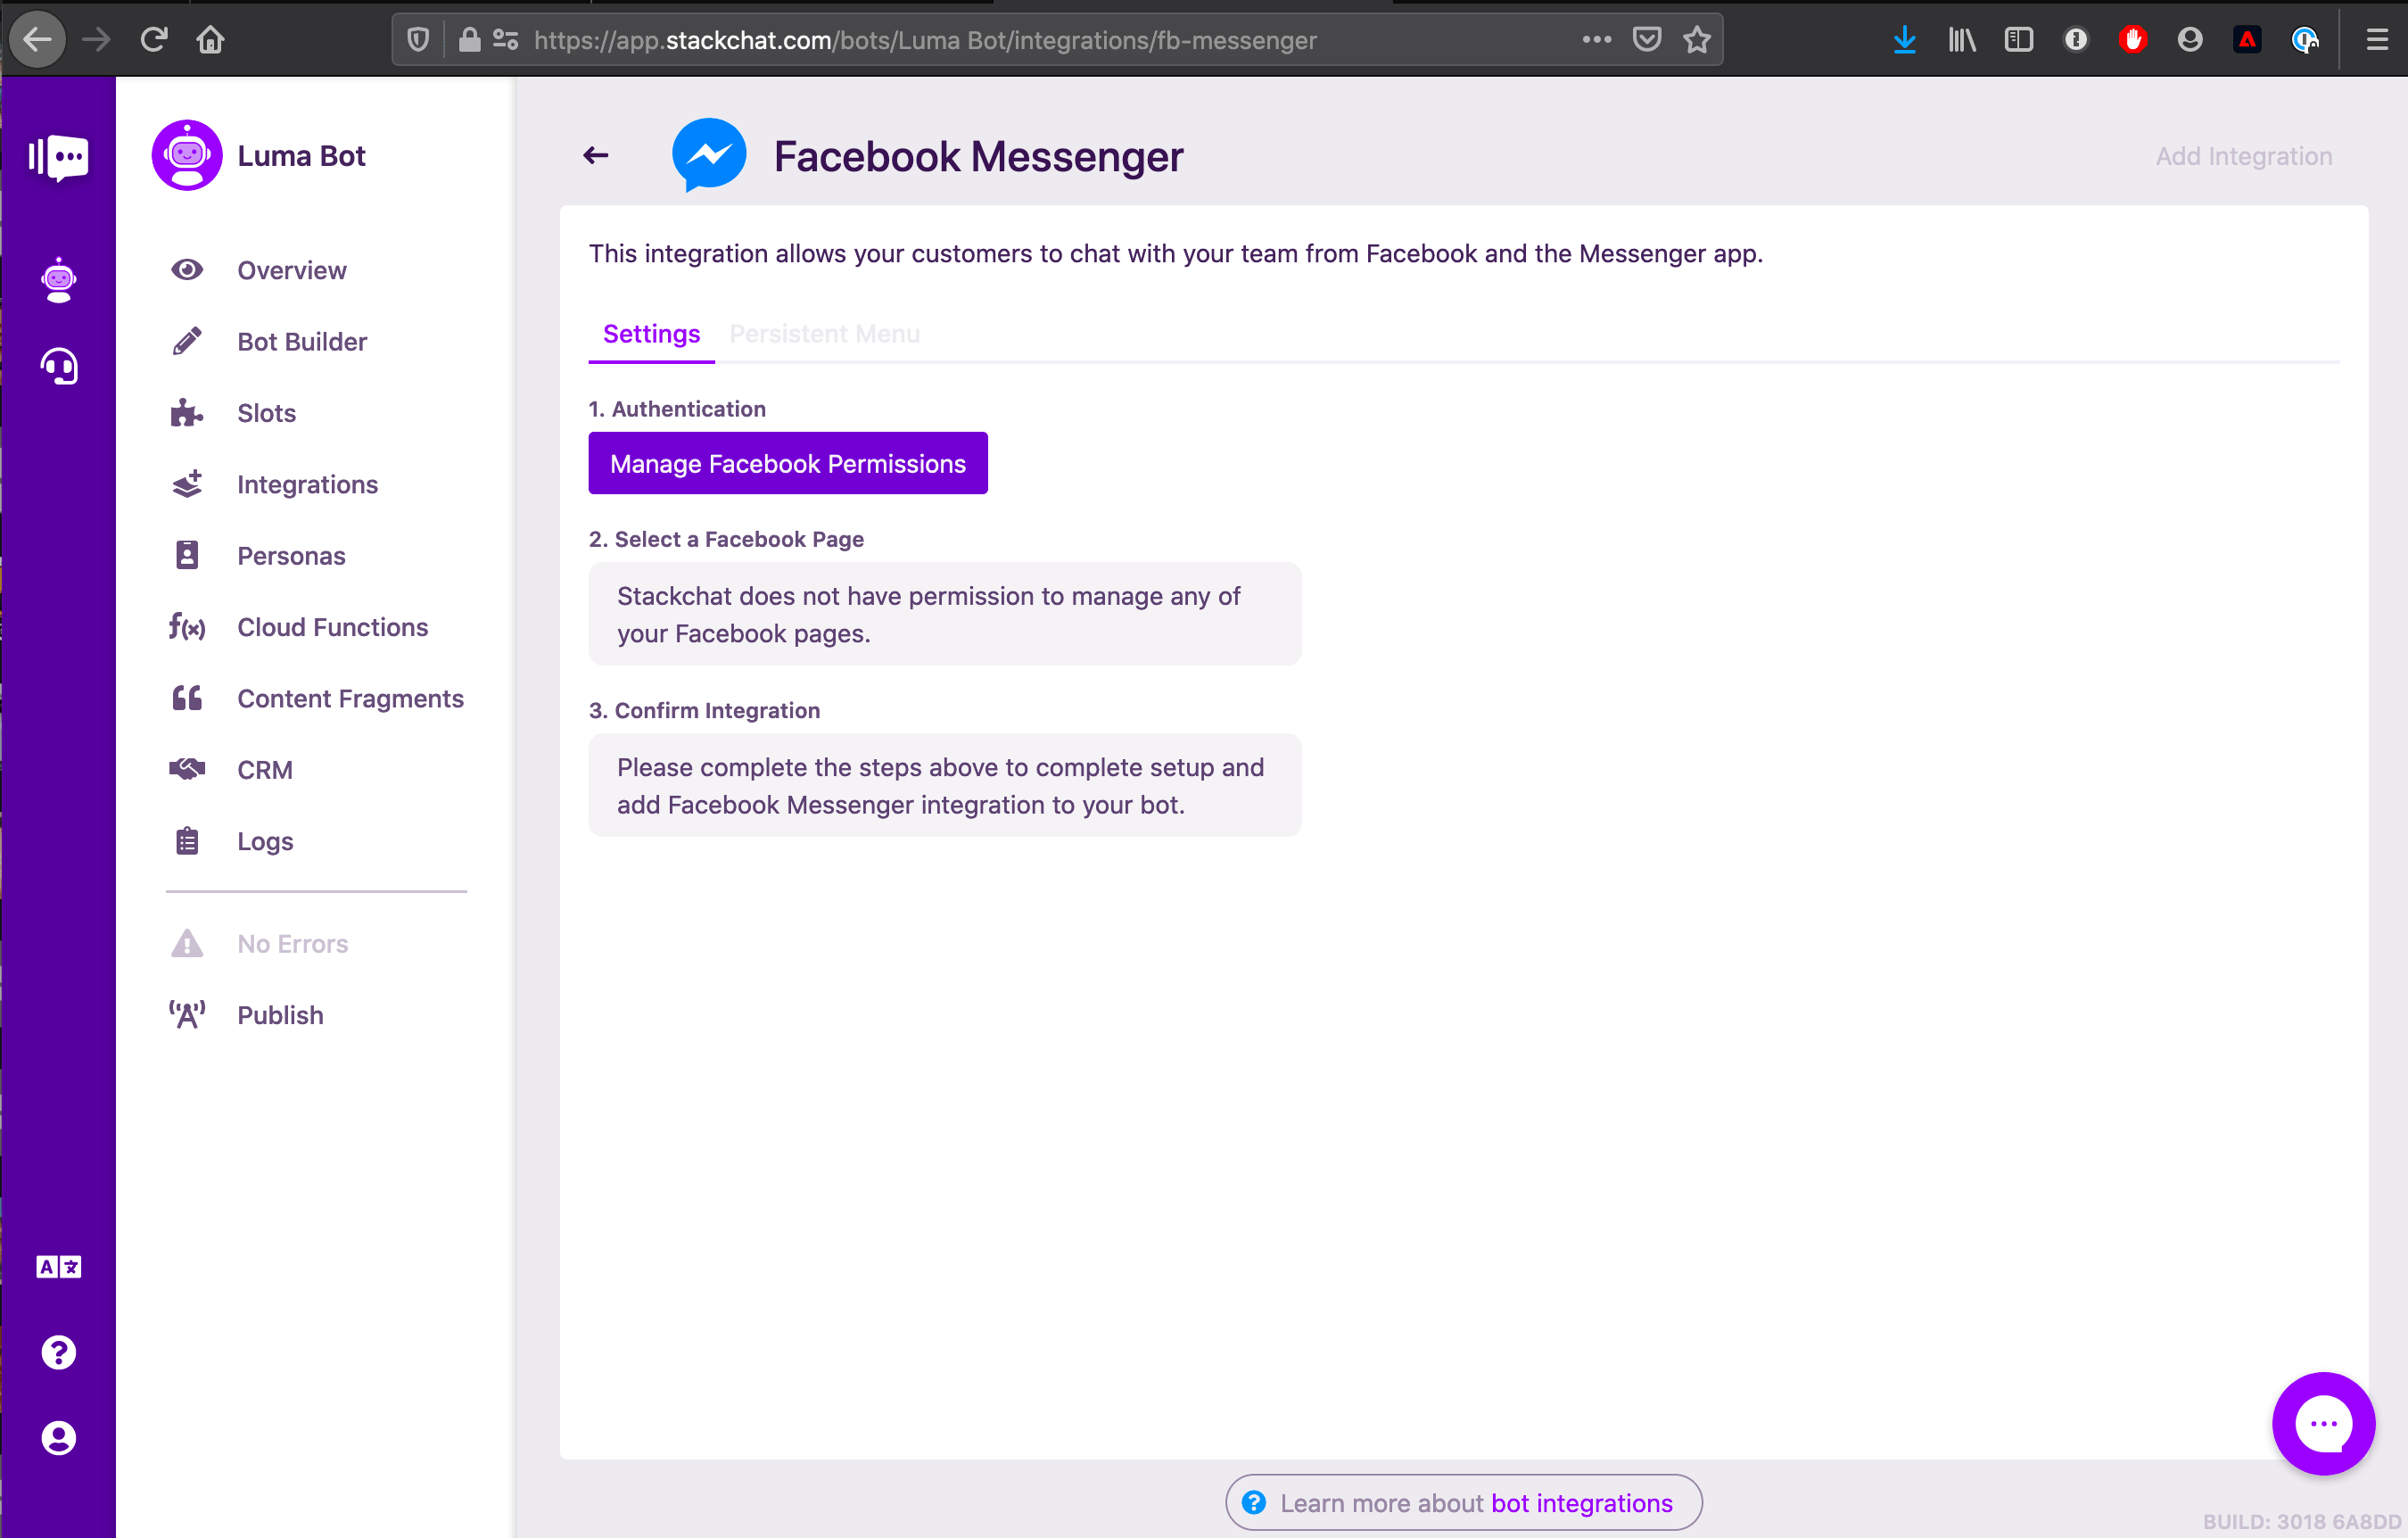 https://app.stackchat.com/bots/Luma Bot/integrations/fb-messenger
Luma Bot
Overview
Bot Builder
Slots
Integrations
Personas
f(x) Cloud Functions
Content Fragments
CRM
Logs
No Errors
Publish
A文
Facebook Messenger
Add Integration
This integration allows your customers to chat with your team from Facebook and the Messenger app.
Settings Persistent Menu
1. Authentication
Manage Facebook Permissions
2. Select a Facebook Page
Stackchat does not have permission to manage any of
your Facebook pages.
3. Confirm Integration
Please complete the steps above to complete setup and
add Facebook Messenger integration to your bot.
Learn more about bot integrations
BUILD: 3018 6A8DD